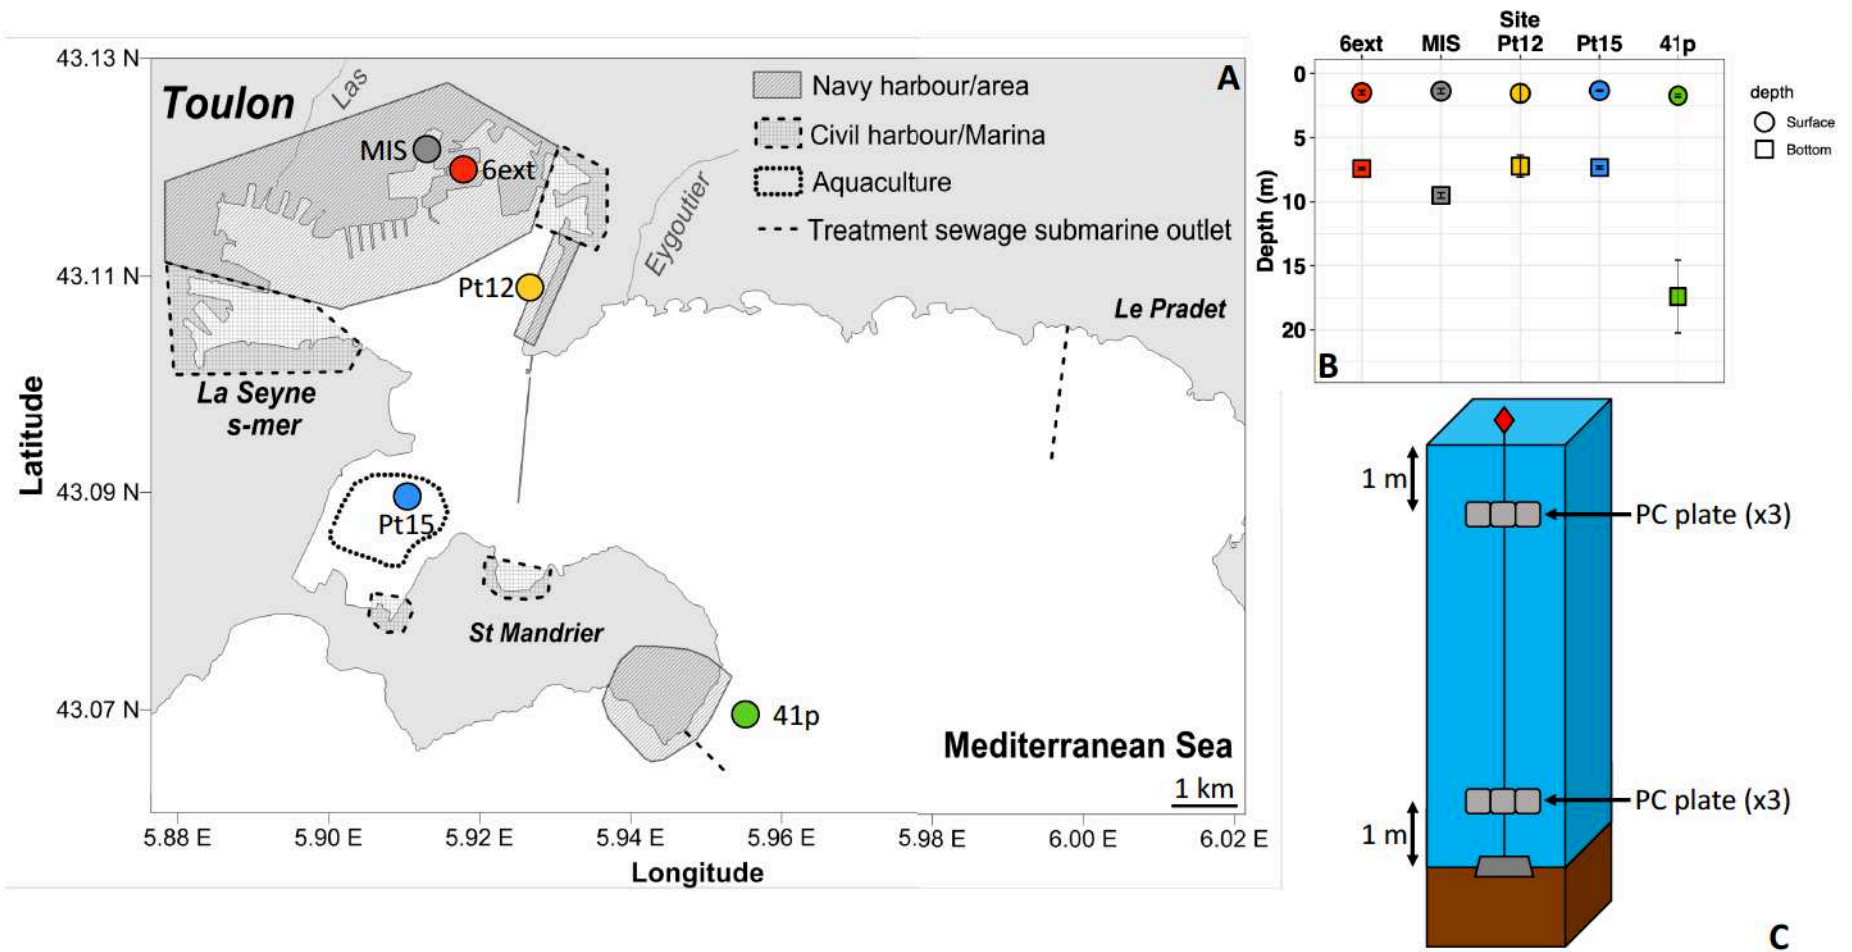 43.13 N
43.11 N
43.09 N
43.07 N
Latitude
5.88 E
5.90 E
5.92 E
5.94 E
5.96 E
5.98 E
6.00 E
6.02 E
Longitude
A
Toulon
Las
MIS
6ext
Navy harbour/area
Civil harbour/Marina
Aquaculture
Treatment sewage submarine outlet
Eygoutier
Pt12
Le Pradet
La Seyne
s-mer
Pt15
St Mandrier
41p
Mediterranean Sea
1 km
Site
6ext
MIS
Pt12
Pt15
41p
0
5
10
15
20
Depth (m)
B
depth
Surface
Bottom
1 m
PC plate (x3)
PC plate (x3)
1 m
C